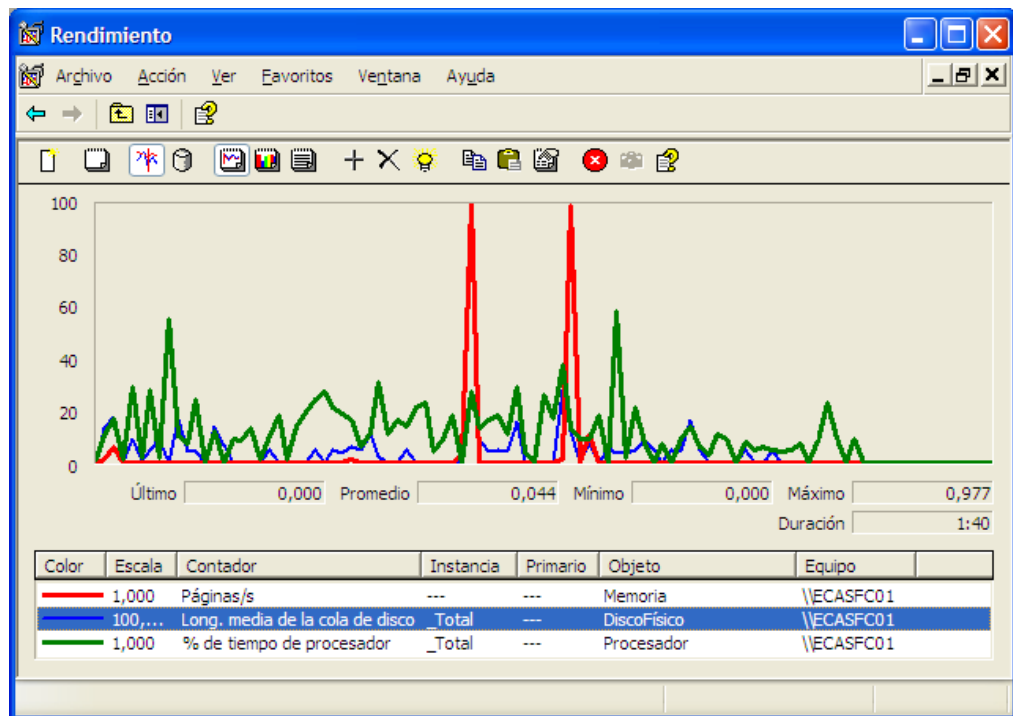 Rendimiento
Archivo Acción Ver Favoritos Ventana Ayuda
100
80
60
40
20
0
Último 0,000 Promedio 0,044 Mínimo 0,000 Máximo 0,977
Duración 1:40
Color Escala Contador Instancia Primario Objeto Equipo
1,000 Páginas/s --- --- Memoria \\ECASFC01
100,... Long. media de la cola de disco _Total --- DiscoFísico \\ECASFC01
1,000 % de tiempo de procesador _Total --- Procesador \\ECASFC01